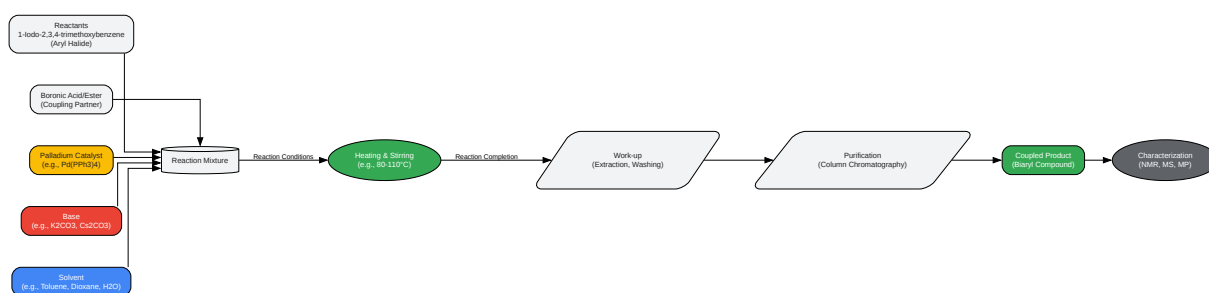 Reactants
1-Iodo-2,3,4-trimethoxybenzene
(Aryl Halide)
Boronic Acid/Ester
(Coupling Partner)
Palladium Catalyst
(e.g., Pd(PPh3)4)
Base
(e.g., K2CO3, Cs2CO3)
Solvent
(e.g., Toluene, Dioxane, H2O)
Reaction Mixture
Reaction Conditions
Heating & Stirring
(e.g., 80-110°C)
Reaction Completion
Work-up
(Extraction, Washing)
Purification
(Column Chromatography)
Coupled Product
(Biaryl Compound)
Characterization
(NMR, MS, MP)